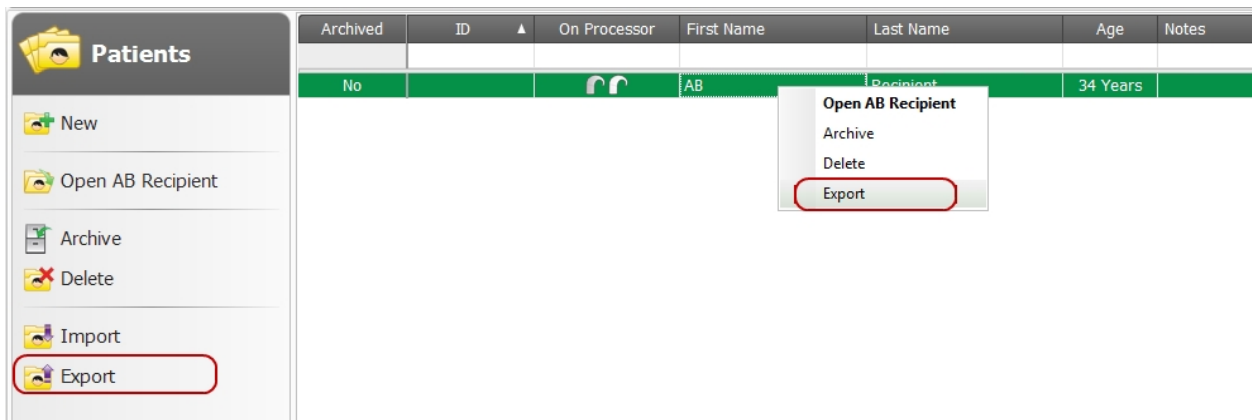 Patients
New
Open AB Recipient
Archive
Delete
Import
Export
Archived ID On Processor First Name Last Name Age Notes
No AB Recipient 34 Years
Open AB Recipient
Archive
Delete
Export